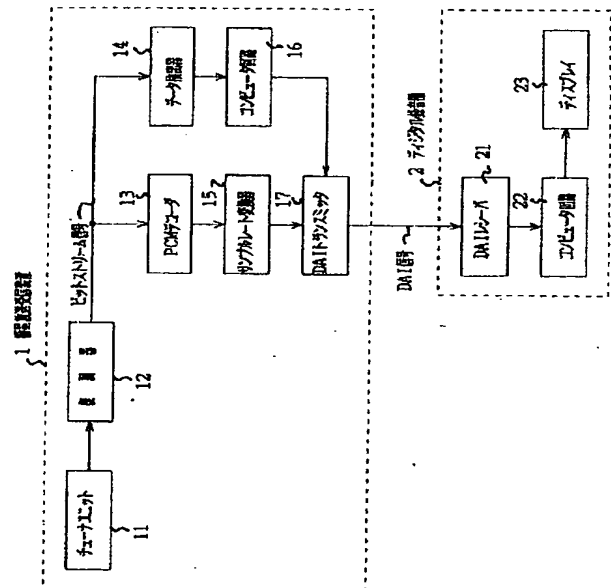 1 衛星放送受信装置
チューナユニット
11
復調器
12
ビットストリーム信号
PCMデコーダ
13
データ検出器
14
サンプルレート変換器
15
コンピュータ回路
16
DAIトランスミッタ
17
DAI信号
2 ディジタル録音機
DAIレシーバ
21
コンピュータ回路
22
ディスプレイ
23